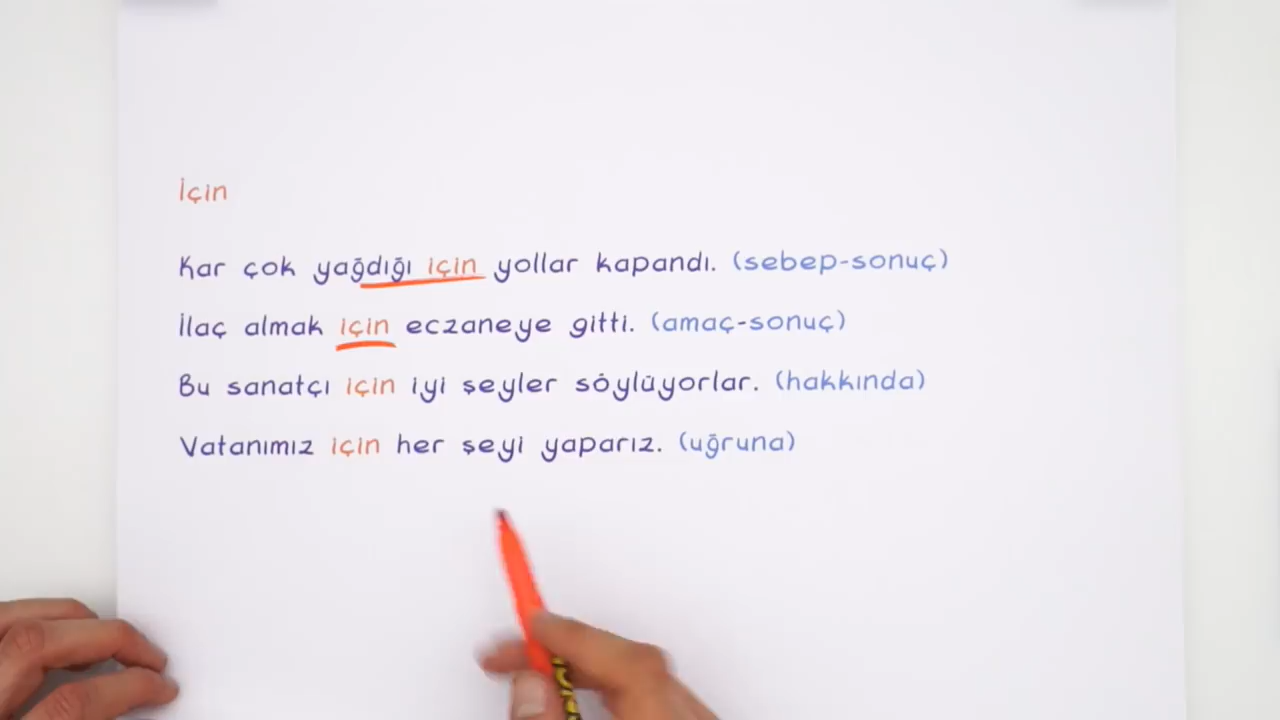 İçin
Kar çok yağdığı için yollar kapandı. (sebep-sonuç)
İlaç almak için eczaneye gitti. (amaç-sonuç)
Bu sanatçı için iyi şeyler söylüyorlar. (hakkında)
Vatanımız için her şeyi yaparız. (uğruna)